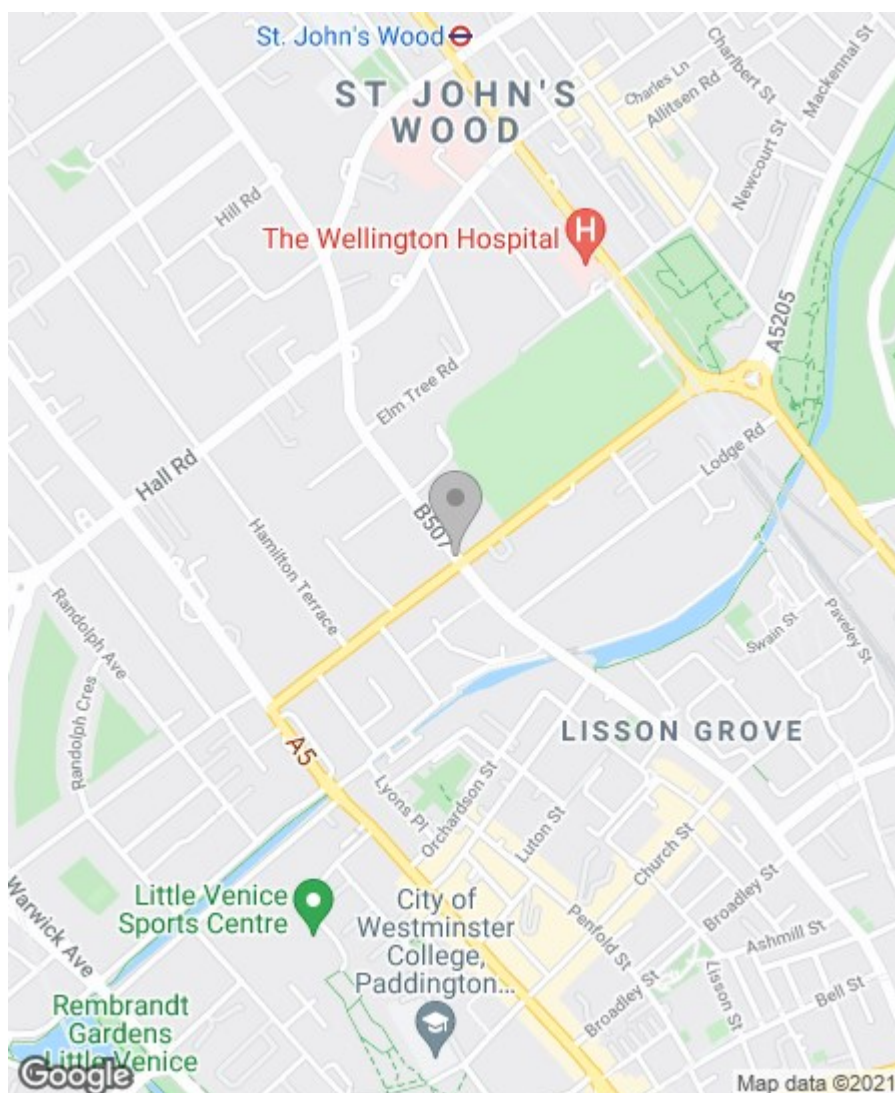 St. John's Wood
ST JOHN'S
WOOD
Charles Ln
Allitsen Rd
Charlbert St
Mackennal St
Newcourt St
Hill Rd
The Wellington Hospital
H
A5205
Elm Tree Rd
Hall Rd
Lodge Rd
B507
Hamilton Terrace
Randolph Ave
Randolph Cres
Paveley St
Swain St
LISSON GROVE
A5
Lyons Pl
Orchardson St
Luton St
Church St
Warwick Ave
Little Venice
Sports Centre
City of
Westminster
College,
Paddington...
Penfold St
Broadley St
Ashmill St
Lisson St
Broadley St
Bell St
Rembrandt
Gardens
Little Venice
Google
Map data ©2021